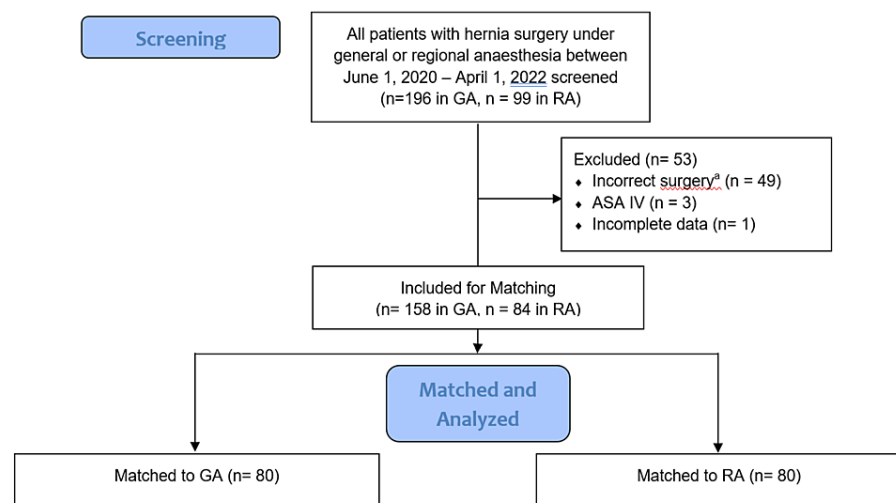 Screening
All patients with hernia surgery under
general or regional anaesthesia between
June 1, 2020 – April 1, 2022 screened
(n=196 in GA, n = 99 in RA)
Excluded (n= 53)
♦ Incorrect surgeryᵃ (n = 49)
♦ ASA IV (n = 3)
♦ Incomplete data (n= 1)
Included for Matching
(n= 158 in GA, n = 84 in RA)
Matched and
Analyzed
Matched to GA (n= 80)
Matched to RA (n= 80)